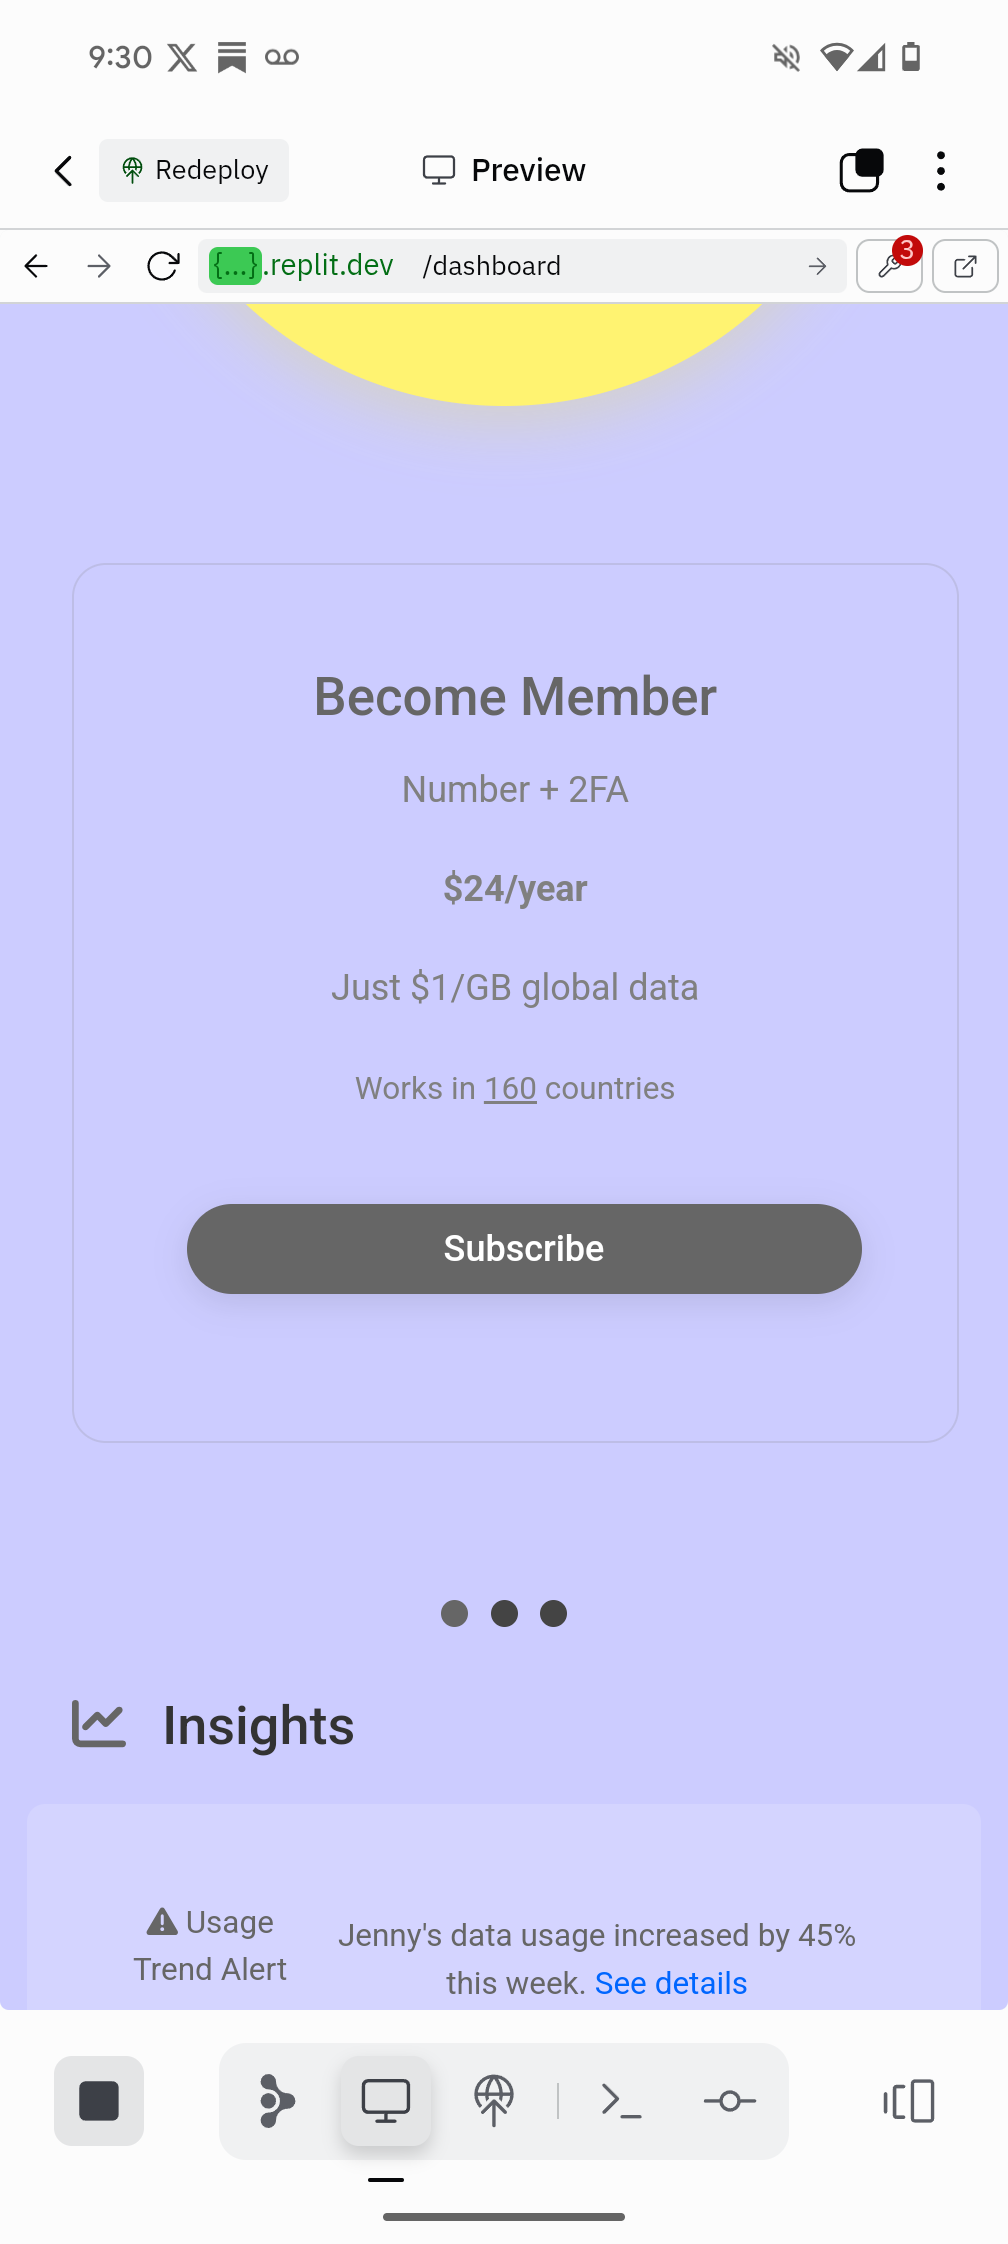 9:30
Redeploy
Preview
{...}.replit.dev /dashboard
3
Become Member
Number + 2FA
$24/year
Just $1/GB global data
Works in 160 countries
Subscribe
Insights
Usage
Trend Alert
Jenny's data usage increased by 45%
this week. See details